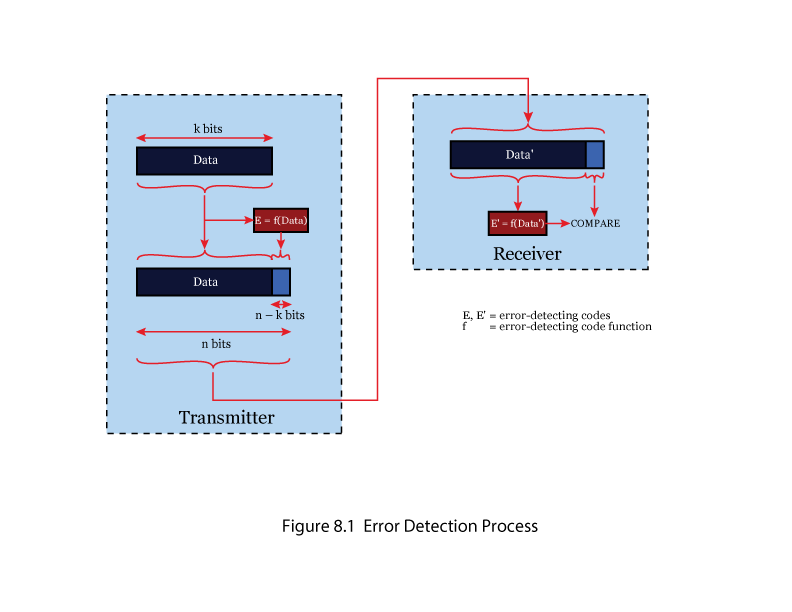 k bits
Data
E = f(Data)
Data
n – k bits
n bits
Transmitter
Data'
E' = f(Data')
COMPARE
Receiver
E, E' = error-detecting codes
f = error-detecting code function
Figure 8.1 Error Detection Process